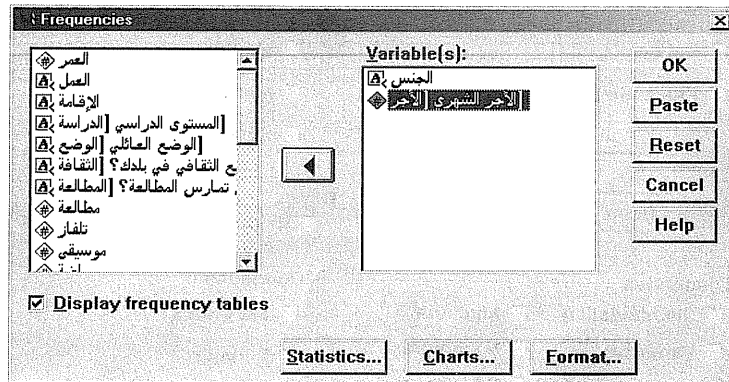 Frequencies
العمر
العمل
الإقامة
المستوى الدراسي [الدراسة]
الوضع العائلي [الوضع]
ع الثقافي في بلدك؟ [الثقافة]
تمارس المطالعة؟ [المطالعة]
مطالعة
تلفاز
موسيقى
Variable(s):
الجنس
الأجر الشهري [الأجر]
OK
Paste
Reset
Cancel
Help
Display frequency tables
Statistics...
Charts...
Format...